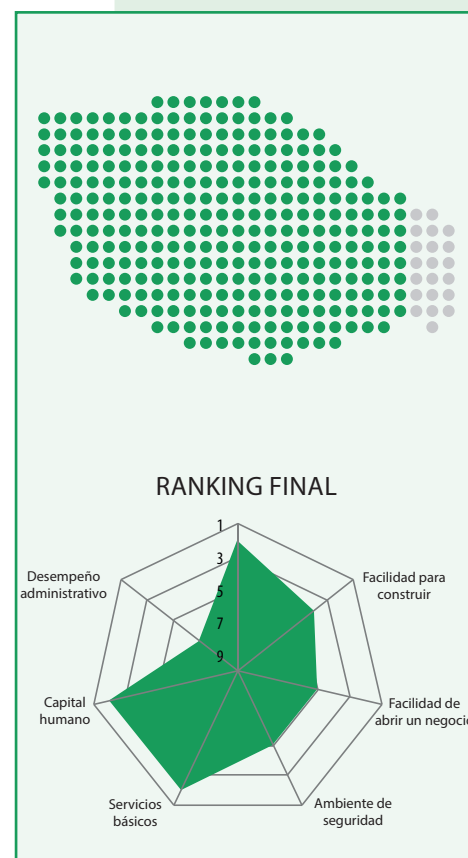 RANKING FINAL
1
3
5
7
9
Facilidad para
construir
Facilidad de
abrir un negocio
Ambiente de
seguridad
Servicios
básicos
Capital
humano
Desempeño
administrativo